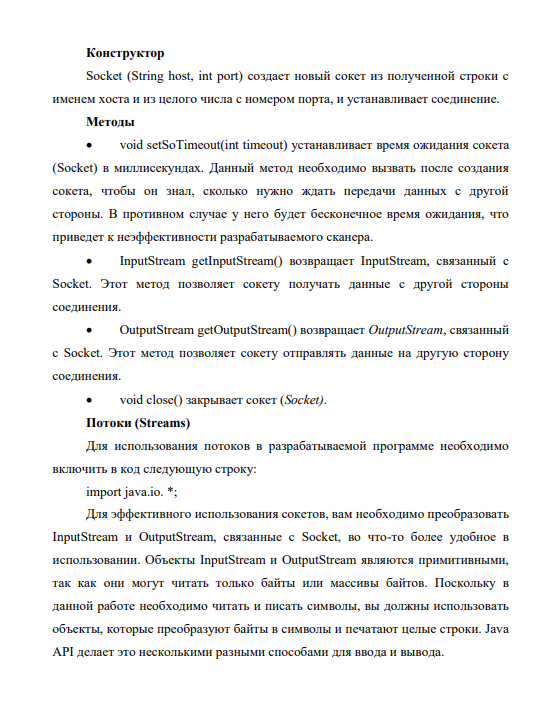 Конструктор
Socket (String host, int port) создает новый сокет из полученной строки с
именем хоста и из целого числа с номером порта, и устанавливает соединение.
Методы
• void setSoTimeout(int timeout) устанавливает время ожидания сокета
(Socket) в миллисекундах. Данный метод необходимо вызвать после создания
сокета, чтобы он знал, сколько нужно ждать передачи данных с другой
стороны. В противном случае у него будет бесконечное время ожидания, что
приведет к неэффективности разрабатываемого сканера.
• InputStream getInputStream() возвращает InputStream, связанный с
Socket. Этот метод позволяет сокету получать данные с другой стороны
соединения.
• OutputStream getOutputStream() возвращает OutputStream, связанный
с Socket. Этот метод позволяет сокету отправлять данные на другую сторону
соединения.
• void close() закрывает сокет (Socket).
Потоки (Streams)
Для использования потоков в разрабатываемой программе необходимо
включить в код следующую строку:
import java.io. *;
Для эффективного использования сокетов, вам необходимо преобразовать
InputStream и OutputStream, связанные с Socket, во что-то более удобное в
использовании. Объекты InputStream и OutputStream являются примитивными,
так как они могут читать только байты или массивы байтов. Поскольку в
данной работе необходимо читать и писать символы, вы должны использовать
объекты, которые преобразуют байты в символы и печатают целые строки. Java
API делает это несколькими разными способами для ввода и вывода.